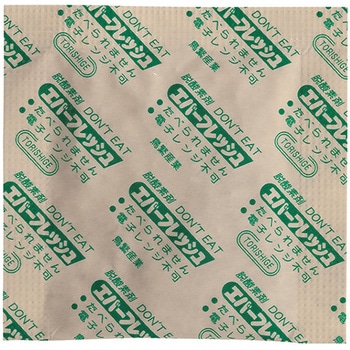 脱酸素剤 DON'T EAT
エバーフレッシュ
たべられません
電子レンジ不可
TORISHIGE
鳥繁産業